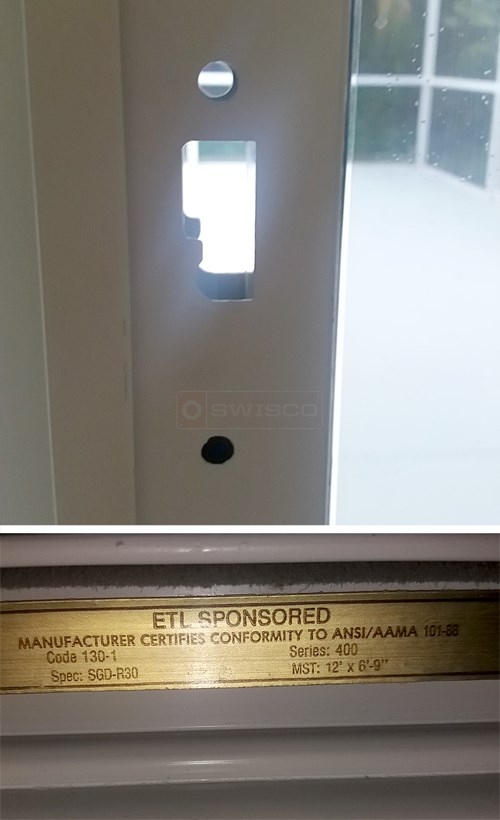 SWISCO
ETL SPONSORED
MANUFACTURER CERTIFIES CONFORMITY TO ANSI/AAMA 101-88
Code 130-1 Series: 400
Spec: SGD-R30 MST: 12' x 6'-9"